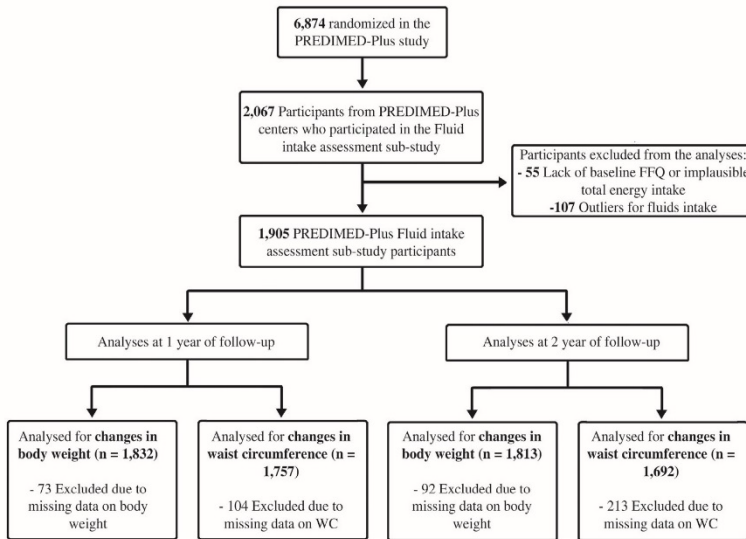 6,874 randomized in the
PREDIMED-Plus study
2,067 Participants from PREDIMED-Plus
centers who participated in the Fluid
intake assessment sub-study
Participants excluded from the analyses:
- 55 Lack of baseline FFQ or implausible
total energy intake
-107 Outliers for fluids intake
1,905 PREDIMED-Plus Fluid intake
assessment sub-study participants
Analyses at 1 year of follow-up
Analyses at 2 year of follow-up
Analysed for changes in
body weight (n = 1,832)
- 73 Excluded due to
missing data on body
weight
Analysed for changes in
waist circumference (n =
1,757)
- 104 Excluded due to
missing data on WC
Analysed for changes in
body weight (n = 1,813)
- 92 Excluded due to
missing data on body
weight
Analysed for changes in
waist circumference (n =
1,692)
- 213 Excluded due to
missing data on WC